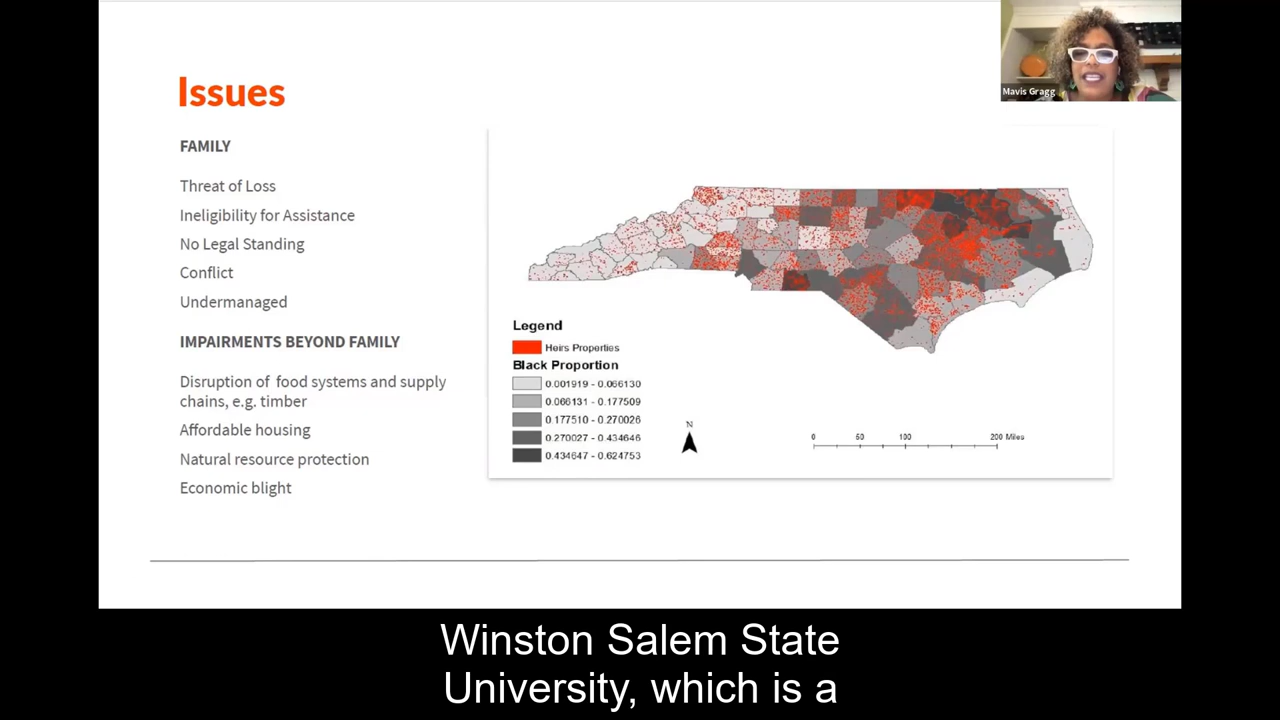 Mavis Gragg
Issues
FAMILY
Threat of Loss
Ineligibility for Assistance
No Legal Standing
Conflict
Undermanaged
IMPAIRMENTS BEYOND FAMILY
Disruption of food systems and supply
chains, e.g. timber
Affordable housing
Natural resource protection
Economic blight
Legend
Heirs Properties
Black Proportion
0.001919 - 0.066130
0.066131 - 0.177509
0.177510 - 0.270026
0.270027 - 0.434646
0.434647 - 0.624753
N
0 50 100 200 Miles
Winston Salem State
University, which is a